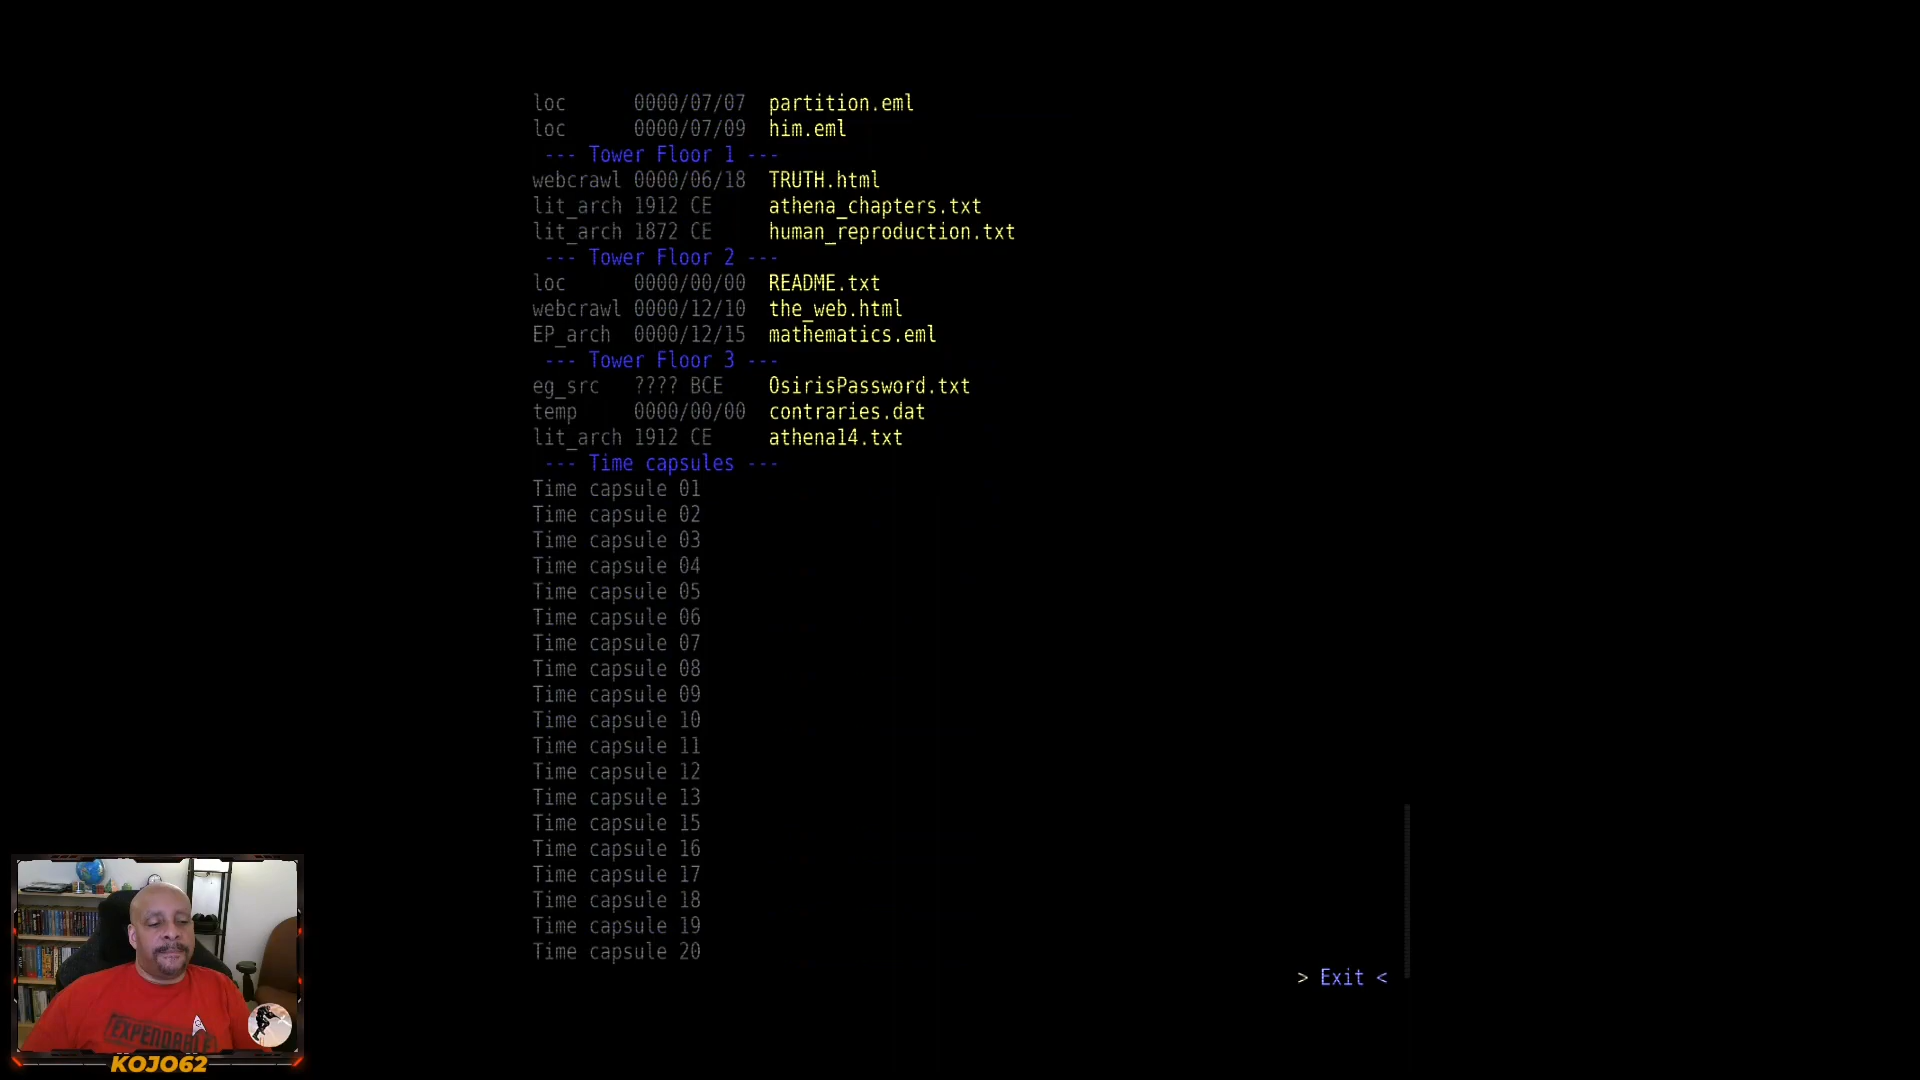 loc 0000/07/07 partition.eml
loc 0000/07/09 him.eml
--- Tower Floor 1 ---
webcrawl 0000/06/18 TRUTH.html
lit_arch 1912 CE athena_chapters.txt
lit_arch 1872 CE human_reproduction.txt
--- Tower Floor 2 ---
loc 0000/00/00 README.txt
webcrawl 0000/12/10 the_web.html
EP_arch 0000/12/15 mathematics.eml
--- Tower Floor 3 ---
eg_src ???? BCE OsirisPassword.txt
temp 0000/00/00 contraries.dat
lit_arch 1912 CE athena14.txt
--- Time capsules ---
Time capsule 01
Time capsule 02
Time capsule 03
Time capsule 04
Time capsule 05
Time capsule 06
Time capsule 07
Time capsule 08
Time capsule 09
Time capsule 10
Time capsule 11
Time capsule 12
Time capsule 13
Time capsule 15
Time capsule 16
Time capsule 17
Time capsule 18
Time capsule 19
Time capsule 20
> Exit <
EXPENDABLE
KOJO62